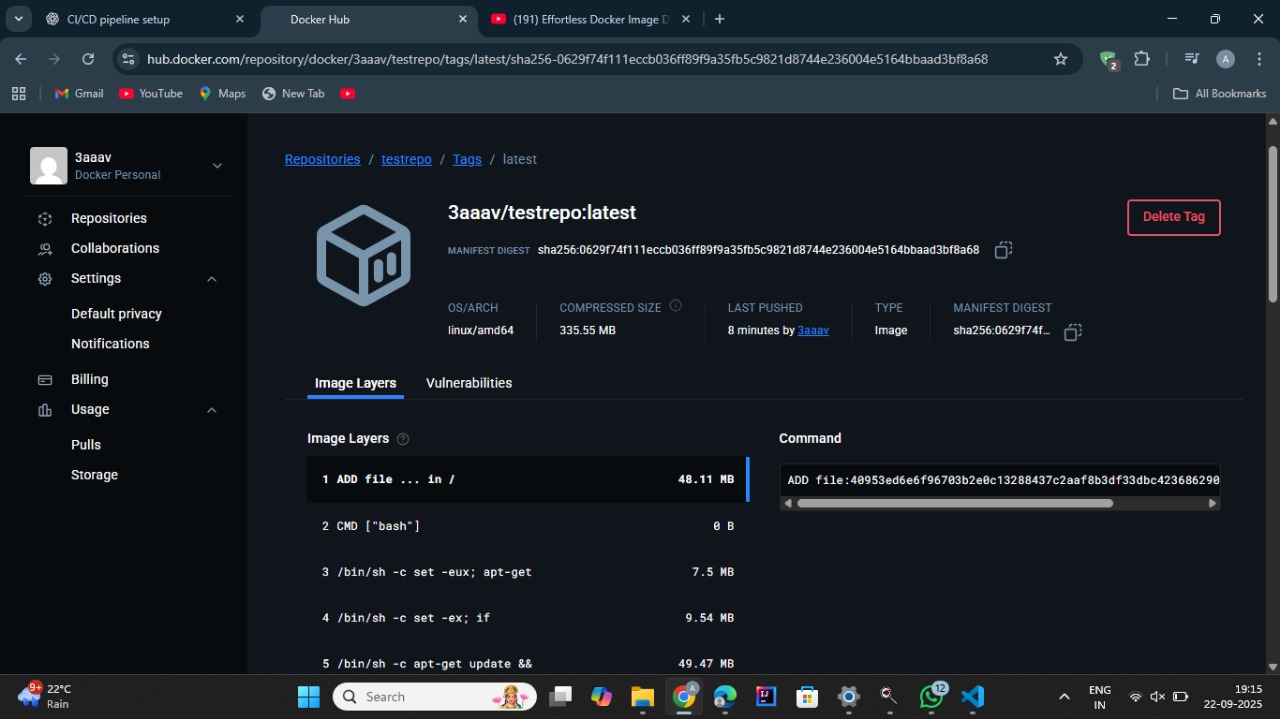 CI/CD pipeline setup
Docker Hub
(191) Effortless Docker Image D
hub.docker.com/repository/docker/3aaav/testrepo/tags/latest/sha256-0629f74f111eccb036ff89f9a35fb5c9821d8744e236004e5164bbaad3bf8a68
A
2
Gmail
YouTube
Maps
New Tab
All Bookmarks
3aaav
Docker Personal
Repositories
Collaborations
Settings
Default privacy
Notifications
Billing
Usage
Pulls
Storage
Repositories / testrepo / Tags / latest
3aaav/testrepo:latest
Delete Tag
MANIFEST DIGEST sha256:0629f74f111eccb036ff89f9a35fb5c9821d8744e236004e5164bbaad3bf8a68
OS/ARCH COMPRESSED SIZE LAST PUSHED TYPE MANIFEST DIGEST
linux/amd64 335.55 MB 8 minutes by 3aaav Image sha256:0629f74f...
Image Layers Vulnerabilities
Image Layers
Command
1 ADD file ... in / 48.11 MB
ADD file:40953ed6e6f96703b2e0c13288437c2aaf8b3df33dbc423686290
2 CMD ["bash"] 0 B
3 /bin/sh -c set -eux; apt-get 7.5 MB
4 /bin/sh -c set -ex; if 9.54 MB
5 /bin/sh -c apt-get update && 49.47 MB
9+
22°C
Rain
Search
A
12
ENG
IN
19:15
22-09-2025